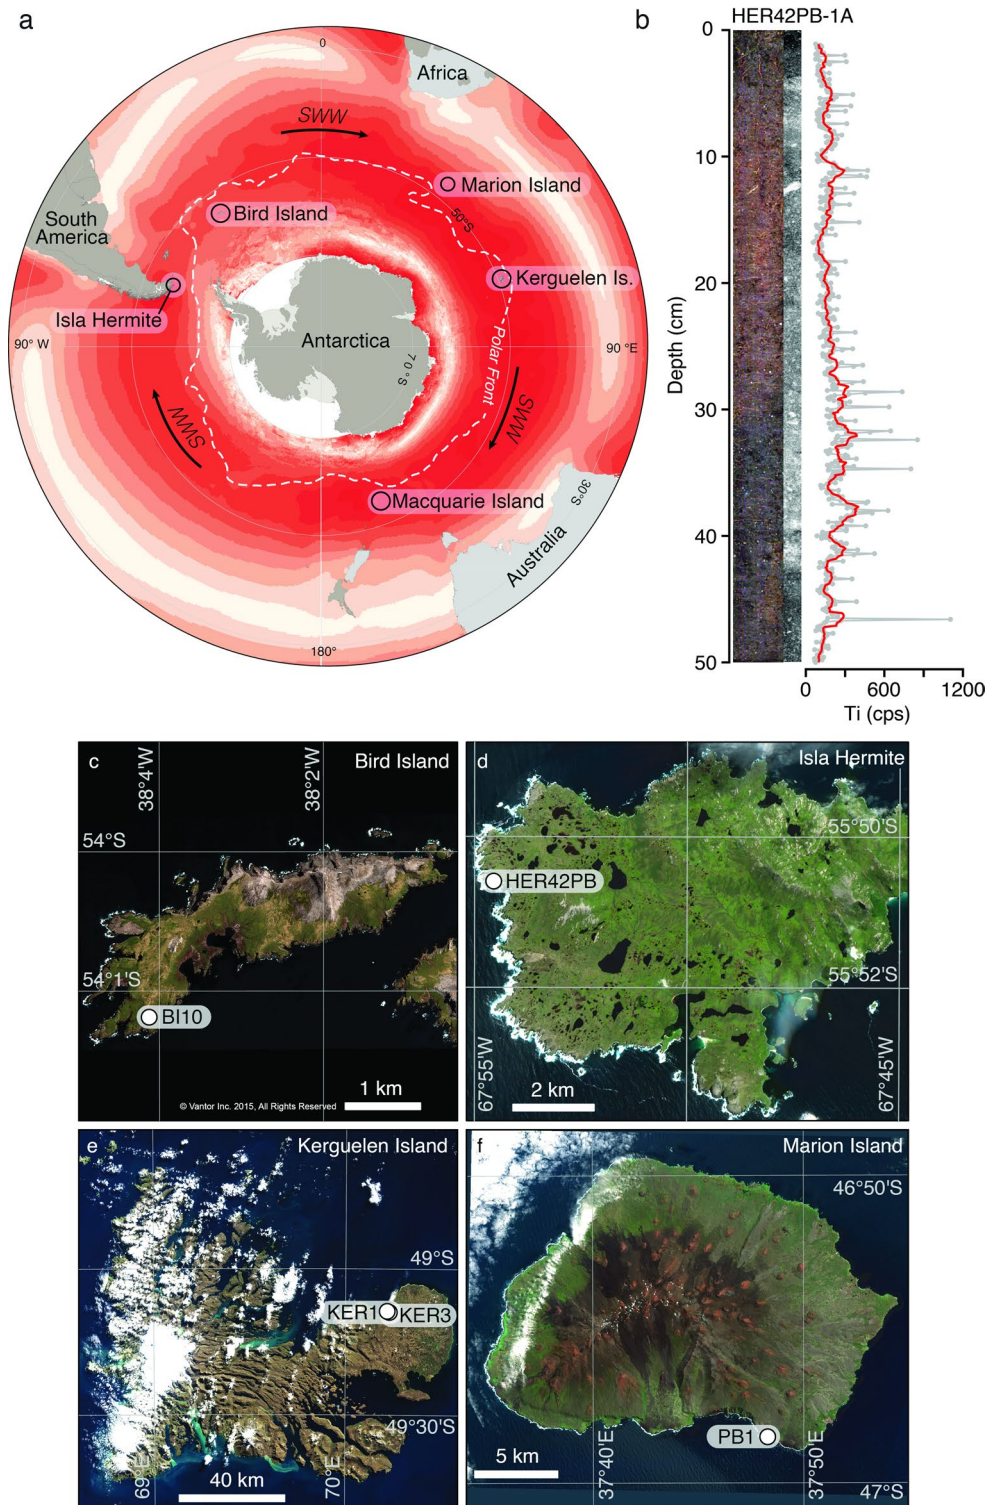 a
0
Africa
SWW
Marion Island
50°S
Bird Island
South
America
Kerguelen Is.
Isla Hermite
Antarctica
90° W
90 °E
70°S
Polar Front
SWW
SWW
Macquarie Island
30°S
Australia
180°
b
HER42PB-1A
0
10
20
30
40
50
Depth (cm)
0
600
1200
Ti (cps)
c
38°4'W
38°2'W
Bird Island
54°S
54°1'S
BI10
1 km
© Vantor Inc. 2015, All Rights Reserved
d
Isla Hermite
55°50'S
HER42PB
55°52'S
67°55'W
67°45'W
2 km
e
Kerguelen Island
49°S
KER1
KER3
49°30'S
69°E
70°E
40 km
f
Marion Island
46°50'S
PB1
5 km
37°40'E
37°50'E
47°S